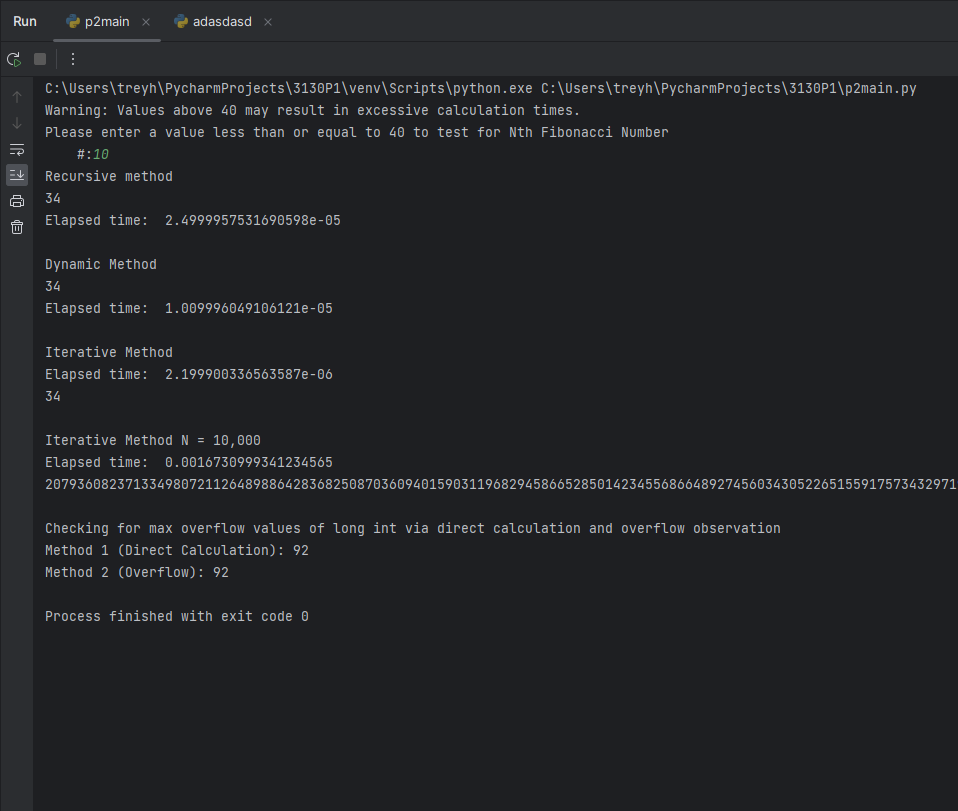 Run p2main adasdasd
C:\Users\treyh\PycharmProjects\3130P1\venv\Scripts\python.exe C:\Users\treyh\PycharmProjects\3130P1\p2main.py
Warning: Values above 40 may result in excessive calculation times.
Please enter a value less than or equal to 40 to test for Nth Fibonacci Number
#:10
Recursive method
34
Elapsed time:  2.4999957531690598e-05
Dynamic Method
34
Elapsed time:  1.009996049106121e-05
Iterative Method
Elapsed time:  2.199900336563587e-06
34
Iterative Method N = 10,000
Elapsed time:  0.0016730999341234565
20793608237133498072112648988642836825087036094015903119682945866528501423455686648927456034305226515591757343297​1
Checking for max overflow values of long int via direct calculation and overflow observation
Method 1 (Direct Calculation): 92
Method 2 (Overflow): 92
Process finished with exit code 0